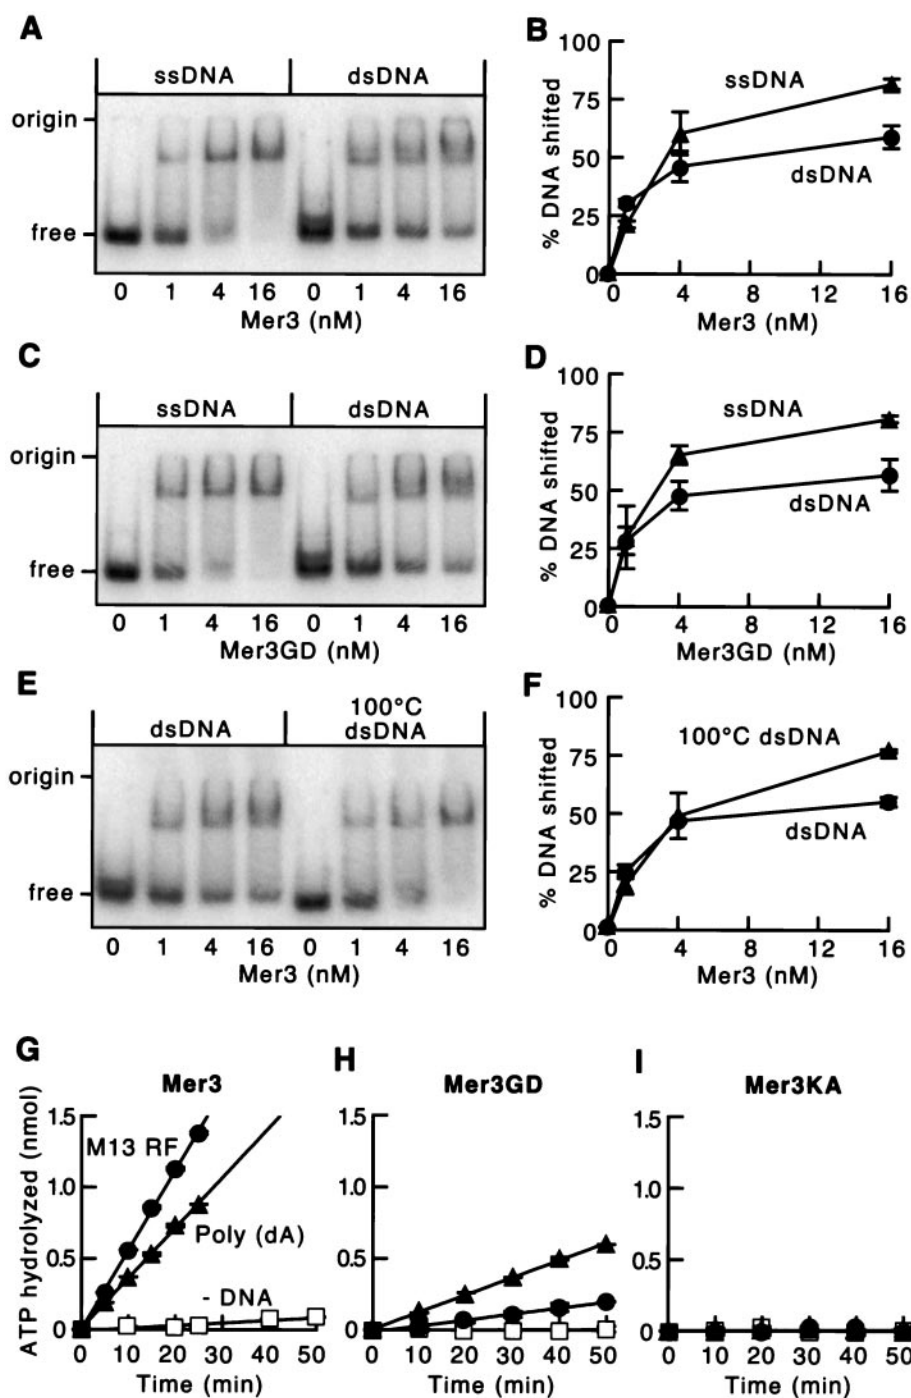 A
ssDNA dsDNA
origin
free
0 1 4 16 0 1 4 16
Mer3 (nM)
B
100
75
50
25
0
% DNA shifted
ssDNA
dsDNA
0 4 8 12 16
Mer3 (nM)
C
ssDNA dsDNA
origin
free
0 1 4 16 0 1 4 16
Mer3GD (nM)
D
100
75
50
25
0
% DNA shifted
ssDNA
dsDNA
0 4 8 12 16
Mer3GD (nM)
E
dsDNA 100°C dsDNA
origin
free
0 1 4 16 0 1 4 16
Mer3 (nM)
F
100
75
50
25
0
% DNA shifted
100°C dsDNA
dsDNA
0 4 8 12 16
Mer3 (nM)
G
Mer3
ATP hydrolyzed (nmol)
1.5
1.0
0.5
0
M13 RF
Poly (dA)
- DNA
0 10 20 30 40 50
Time (min)
H
Mer3GD
1.5
1.0
0.5
0
0 10 20 30 40 50
Time (min)
I
Mer3KA
1.5
1.0
0.5
0
0 10 20 30 40 50
Time (min)